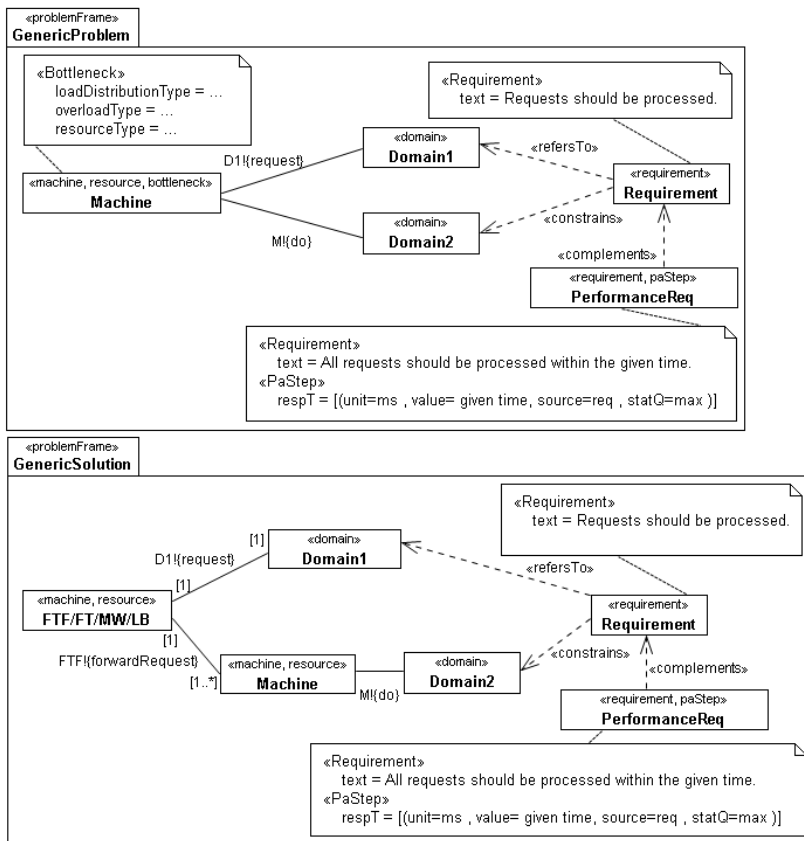 «problemFrame»
GenericProblem
«Bottleneck»
loadDistributionType = ...
overloadType = ...
resourceType = ...
«Requirement»
text = Requests should be processed.
«domain»
Domain1
D1!{request}
«refersTo»
«machine, resource, bottleneck»
Machine
«requirement»
Requirement
«domain»
Domain2
«constrains»
M!{do}
«complements»
«requirement, paStep»
PerformanceReq
«Requirement»
text = All requests should be processed within the given time.
«PaStep»
respT = [(unit=ms , value= given time, source=req , statQ=max )]
«problemFrame»
GenericSolution
«Requirement»
text = Requests should be processed.
[1]
«domain»
Domain1
D1!{request}
«refersTo»
[1]
«machine, resource»
FTF/FT/MW/LB
«requirement»
Requirement
[1]
FTF!{forwardRequest}
«constrains»
«machine, resource»
Machine
«domain»
Domain2
«complements»
[1..*]
M!{do}
«requirement, paStep»
PerformanceReq
«Requirement»
text = All requests should be processed within the given time.
«PaStep»
respT = [(unit=ms , value= given time, source=req , statQ=max )]